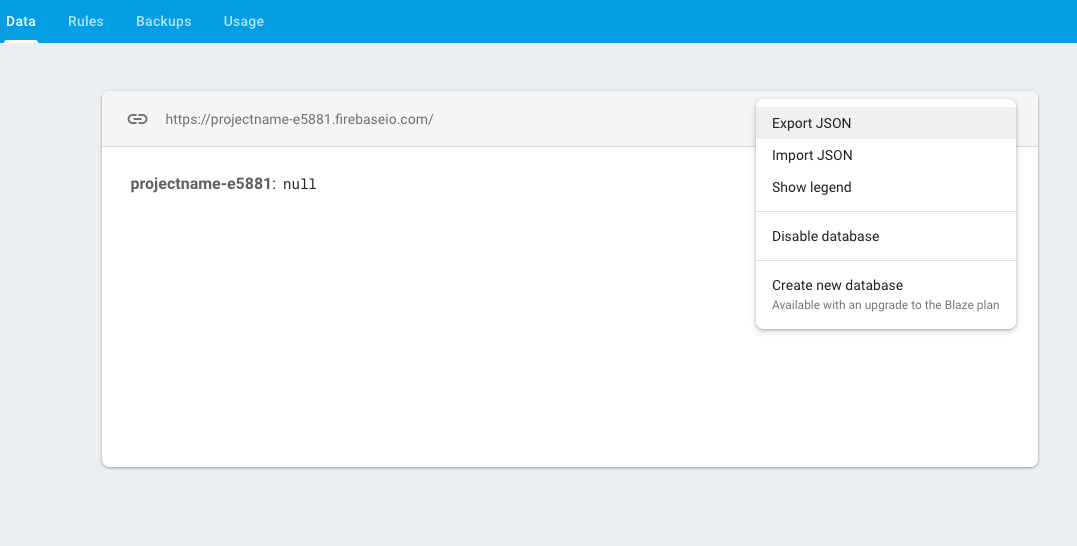 Data Rules Backups Usage
https://projectname-e5881.firebaseio.com/
projectname-e5881: null
Export JSON
Import JSON
Show legend
Disable database
Create new database
Available with an upgrade to the Blaze plan